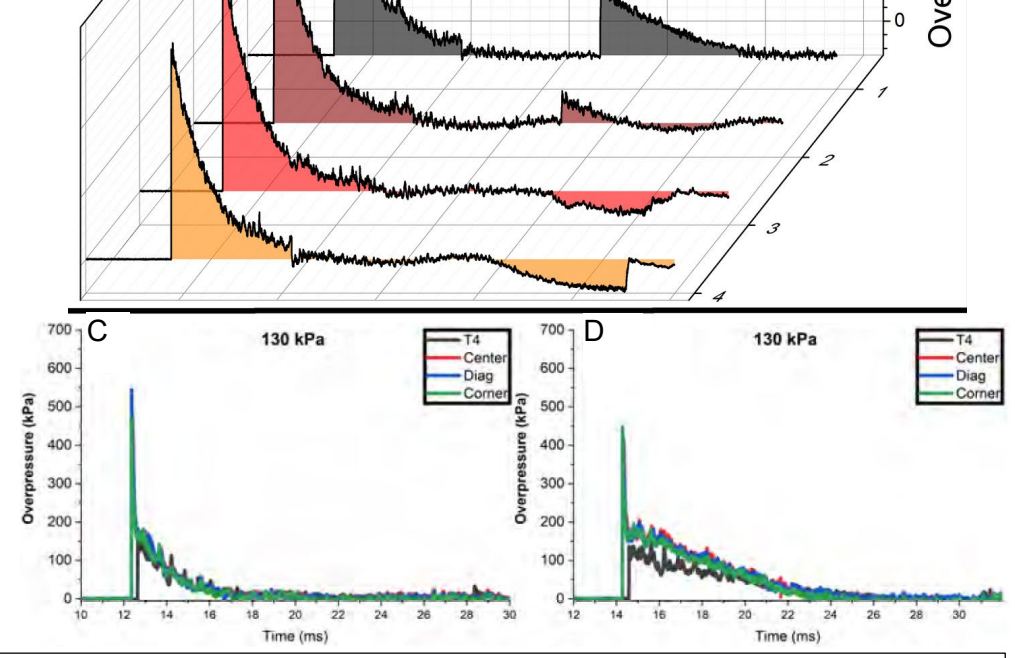 0
Ove
1
2
3
4
C
130 kPa
T4
Center
Diag
Corner
700
600
500
400
300
200
100
0
Overpressure (kPa)
10 12 14 16 18 20 22 24 26 28 30
Time (ms)
D
130 kPa
T4
Center
Diag
Corner
700
600
500
400
300
200
100
0
Overpressure (kPa)
12 14 16 18 20 22 24 26 28 30
Time (ms)